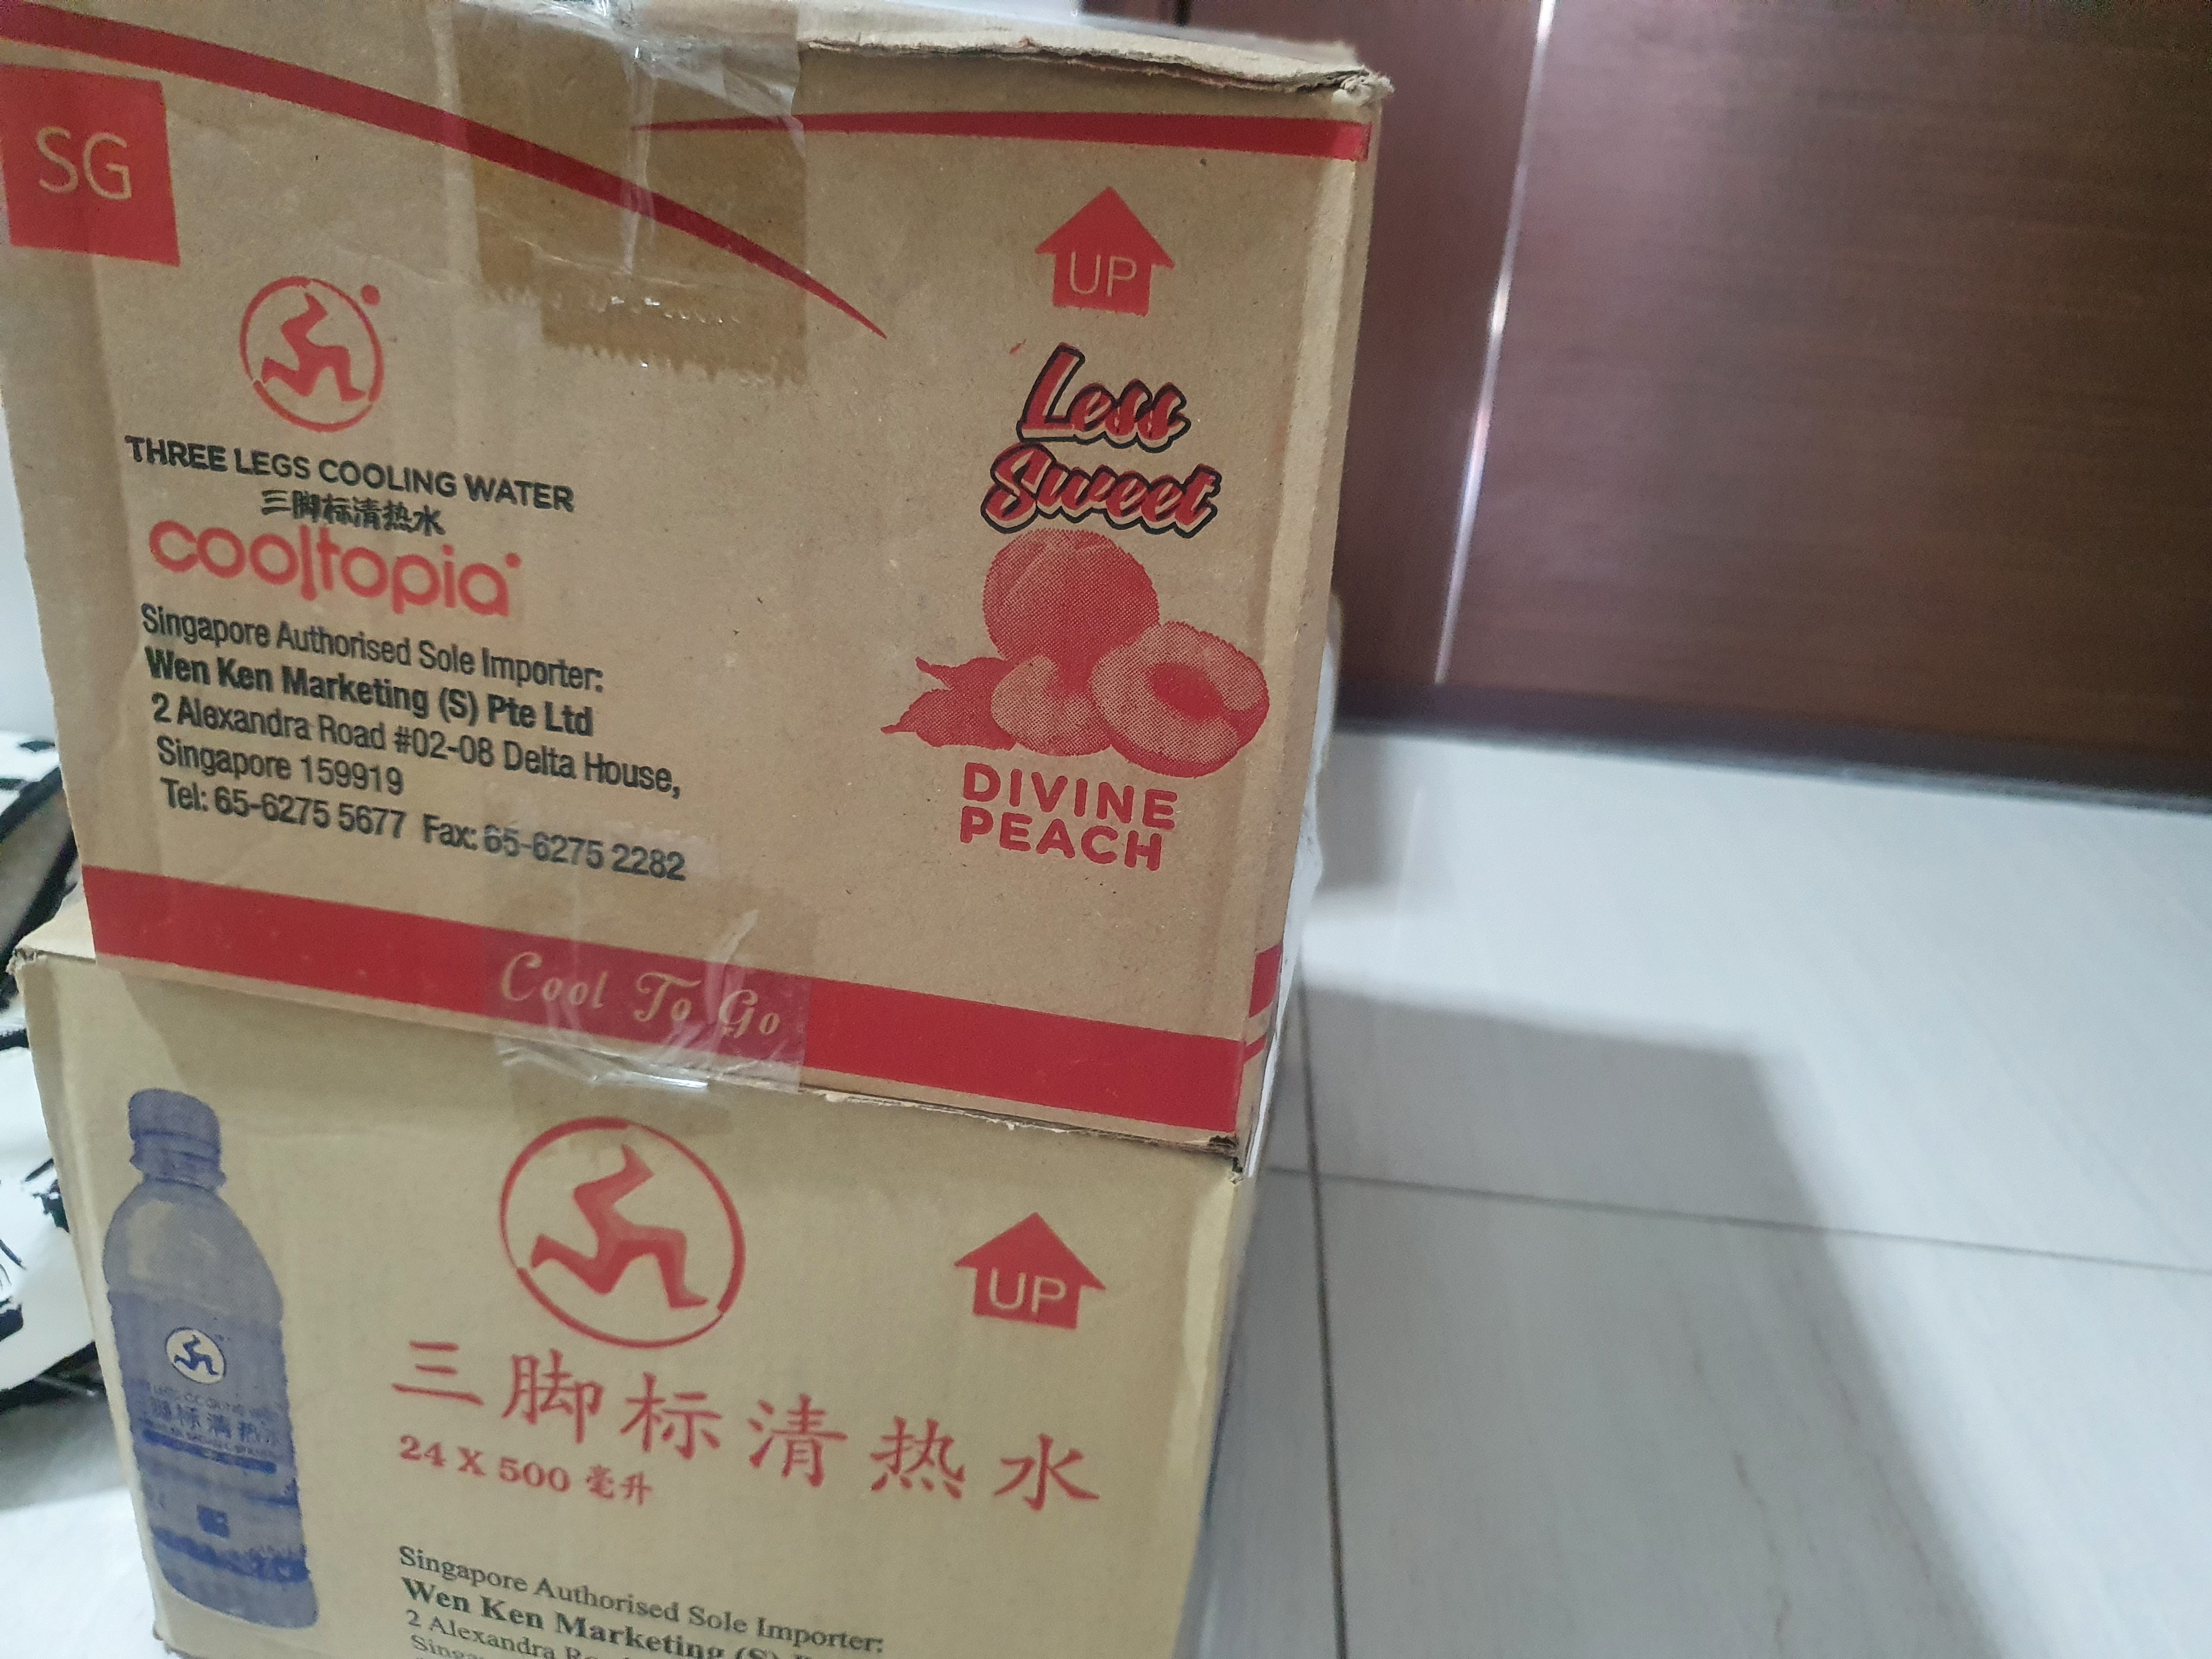 SG
UP
THREE LEGS COOLING WATER
三脚标清热水
cooltopia
Singapore Authorised Sole Importer:
Wen Ken Marketing (S) Pte Ltd
2 Alexandra Road #02-08 Delta House,
Singapore 159919
Tel: 65-6275 5677 Fax: 65-6275 2282
Less
Sweet
DIVINE
PEACH
Cool To Go
UP
三脚标清热水
24 X 500 毫升
Singapore Authorised Sole Importer:
Wen Ken Marketing (S)
2 Alexandra